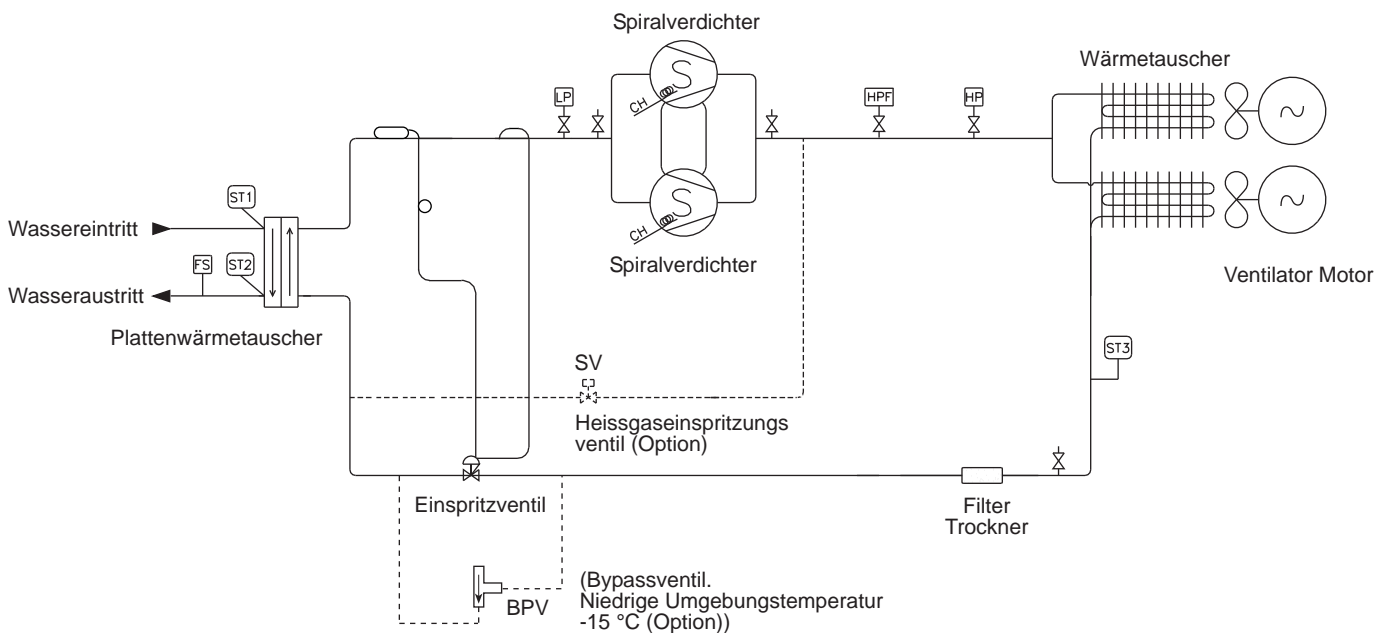 Spiralverdichter
Wärmetauscher
LP
HPF
HP
CH
S
~
ST1
CH
S
~
Wassereintritt
FS
ST2
Spiralverdichter
Ventilator Motor
Wasseraustritt
Plattenwärmetauscher
ST3
SV
Heissgaseinspritzungs
ventil (Option)
Einspritzventil
Filter
Trockner
BPV
(Bypassventil.
Niedrige Umgebungstemperatur
-15 °C (Option))